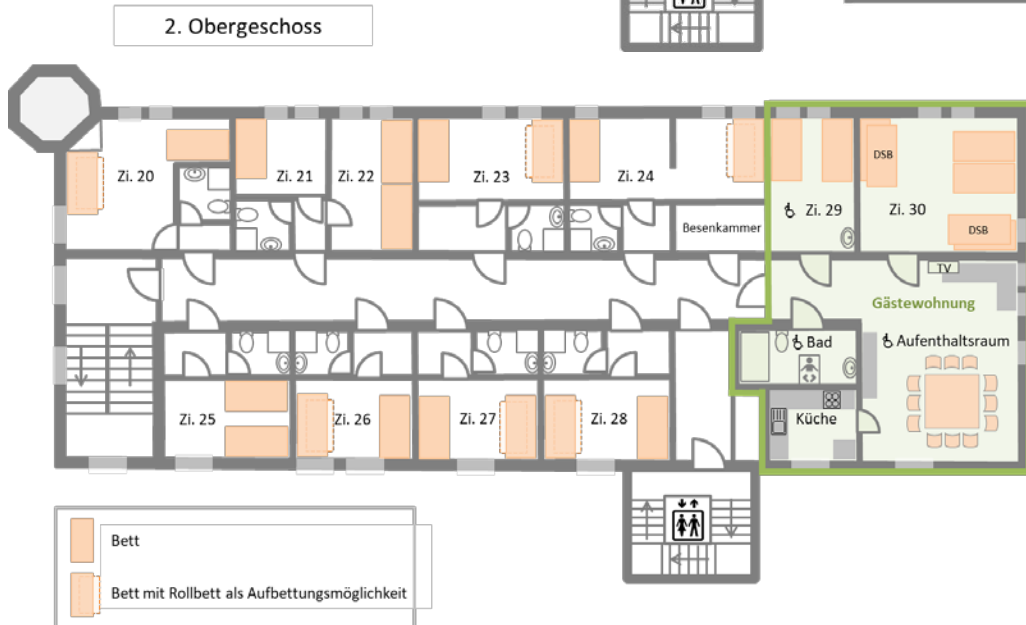 2. Obergeschoss
Zi. 20
Zi. 21
Zi. 22
Zi. 23
Zi. 24
Besenkammer
Zi. 29
DSB
Zi. 30
DSB
TV
Gästewohnung
Bad
Aufenthaltsraum
Küche
Zi. 25
Zi. 26
Zi. 27
Zi. 28
Bett
Bett mit Rollbett als Aufbettungsmöglichkeit